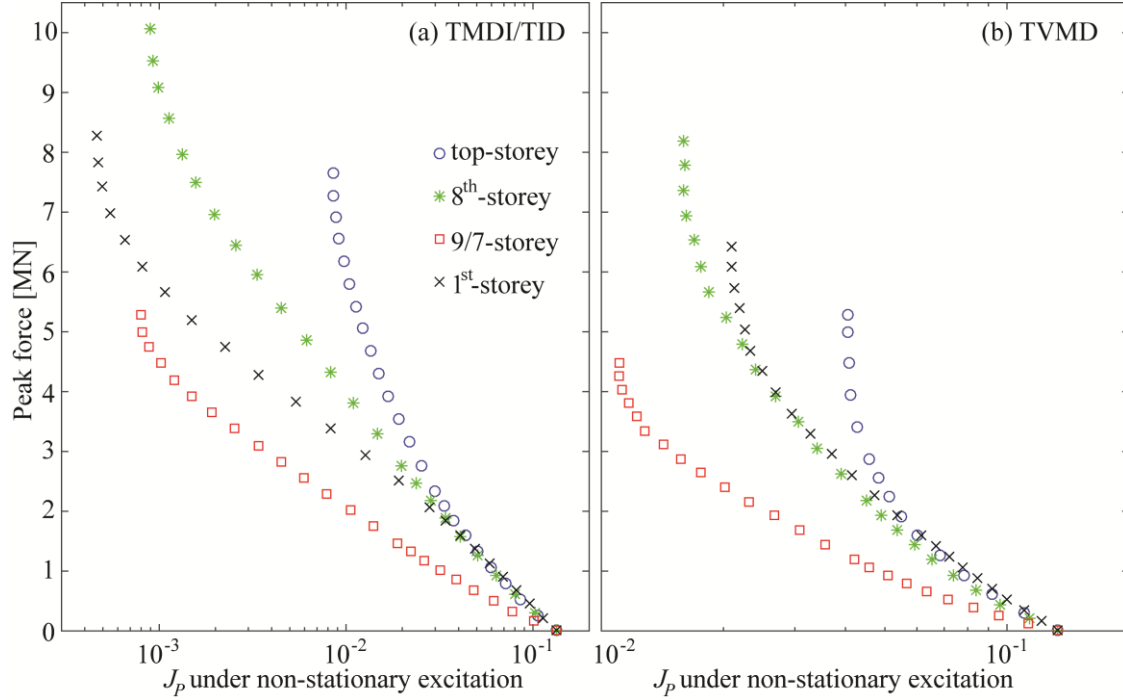 (a) TMDI/TID
(b) TVMD
Peak force [MN]
10
9
8
7
6
5
4
3
2
1
0
top-storey
8th-storey
9/7-storey
1st-storey
10-3
10-2
10-1
10-2
10-1
JP under non-stationary excitation
JP under non-stationary excitation